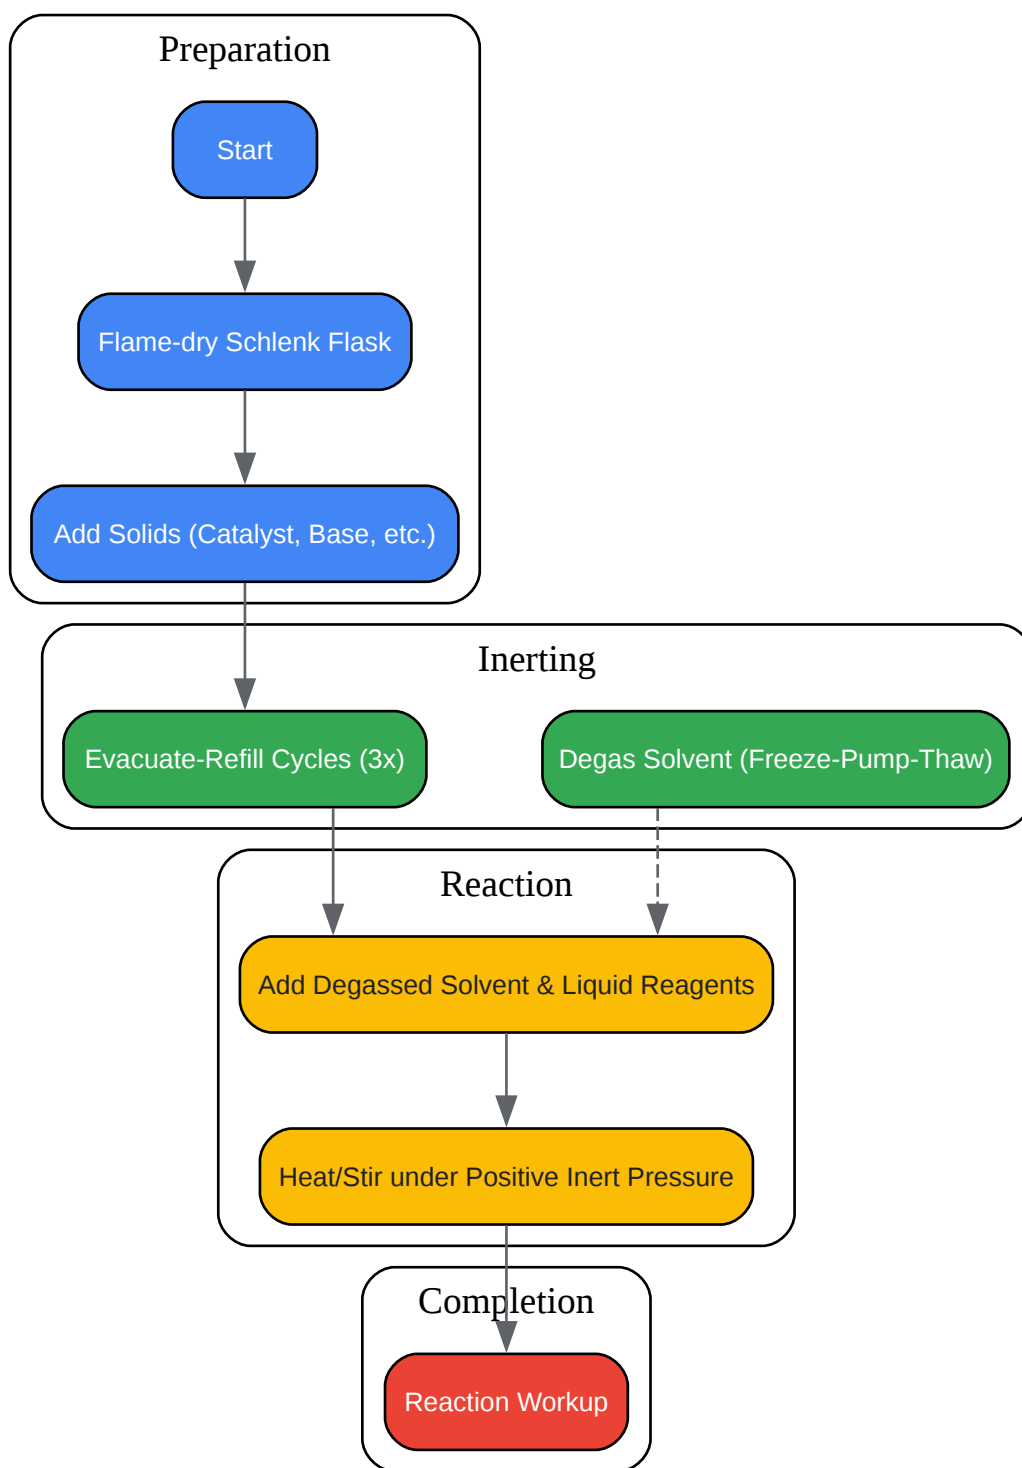 Preparation
Start
Flame-dry Schlenk Flask
Add Solids (Catalyst, Base, etc.)
Inerting
Evacuate-Refill Cycles (3x)
Degas Solvent (Freeze-Pump-Thaw)
Reaction
Add Degassed Solvent & Liquid Reagents
Heat/Stir under Positive Inert Pressure
Completion
Reaction Workup